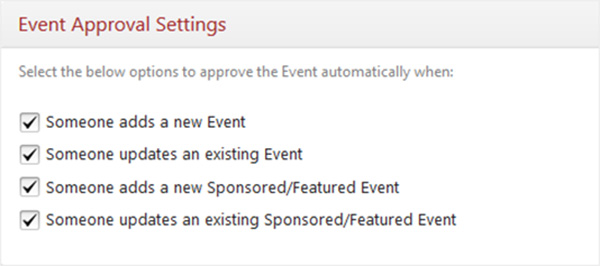 Event Approval Settings
Select the below options to approve the Event automatically when:
Someone adds a new Event
Someone updates an existing Event
Someone adds a new Sponsored/Featured Event
Someone updates an existing Sponsored/Featured Event